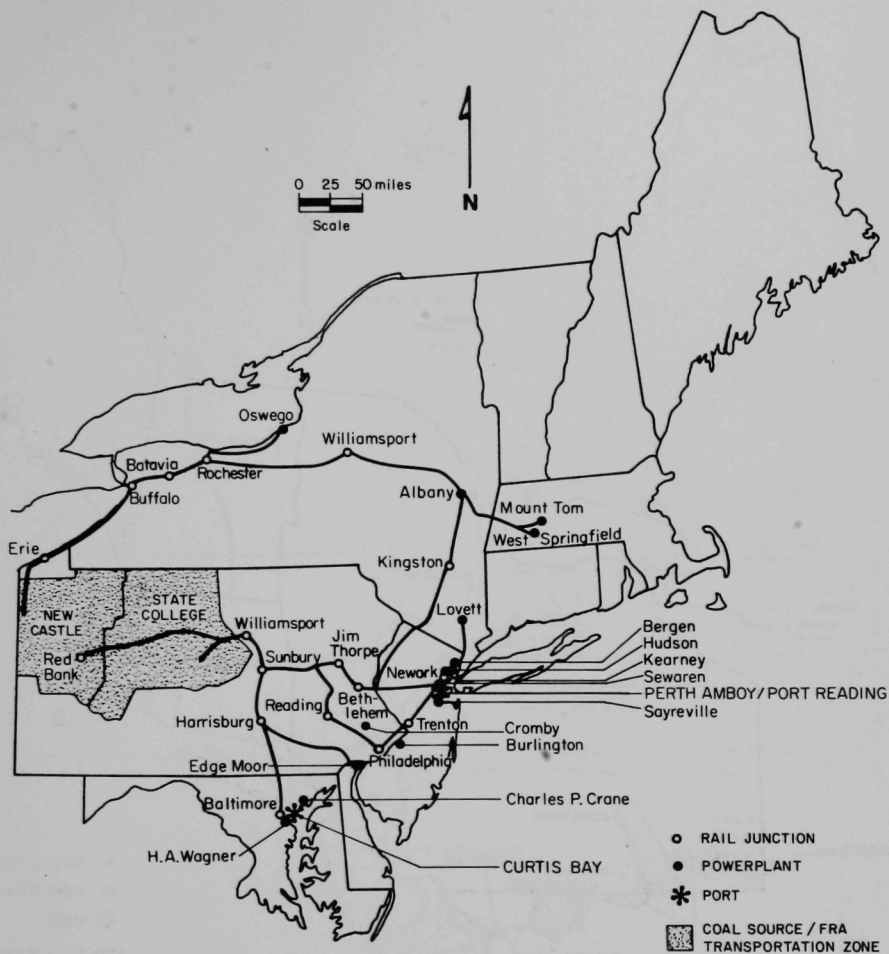 0 25 50 miles
Scale
N
Oswego
Williamsport
Batavia
Rochester
Buffalo
Albany
Mount Tom
West Springfield
Erie
Kingston
NEW
CASTLE
STATE
COLLEGE
Lovett
Williamsport
Bergen
Hudson
Kearney
Sewaren
PERTH AMBOY/PORT READING
Sayreville
Jim
Thorpe
Red
Bank
Sunbury
Newark
Beth-
lehem
Reading
Harrisburg
Trenton
Cromby
Burlington
Edge Moor
Philadelphia
Baltimore
Charles P. Crane
H.A.Wagner
CURTIS BAY
RAIL JUNCTION
POWERPLANT
PORT
COAL SOURCE / FRA
TRANSPORTATION ZONE